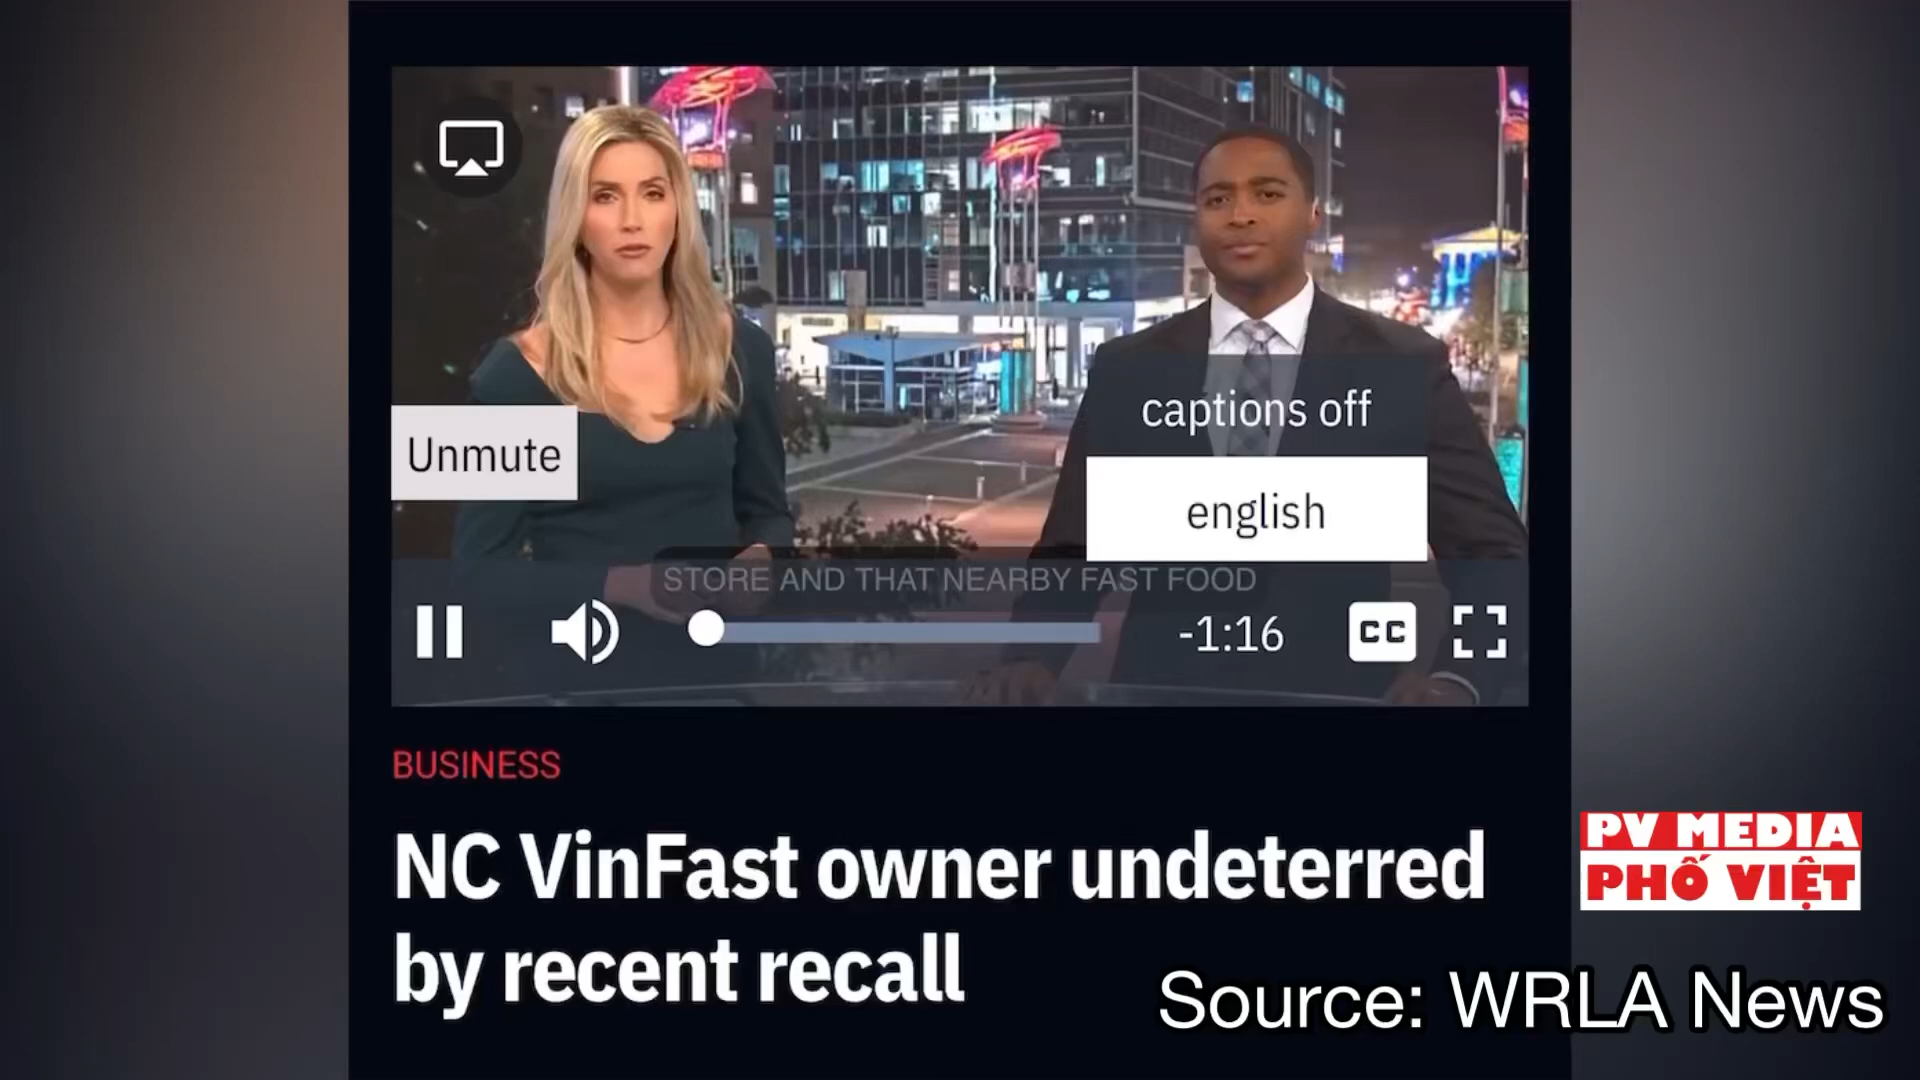 Unmute
captions off
english
STORE AND THAT NEARBY FAST FOOD
-1:16
CC
BUSINESS
NC VinFast owner undeterred
by recent recall
PV MEDIA
PHỐ VIỆT
Source: WRLA News